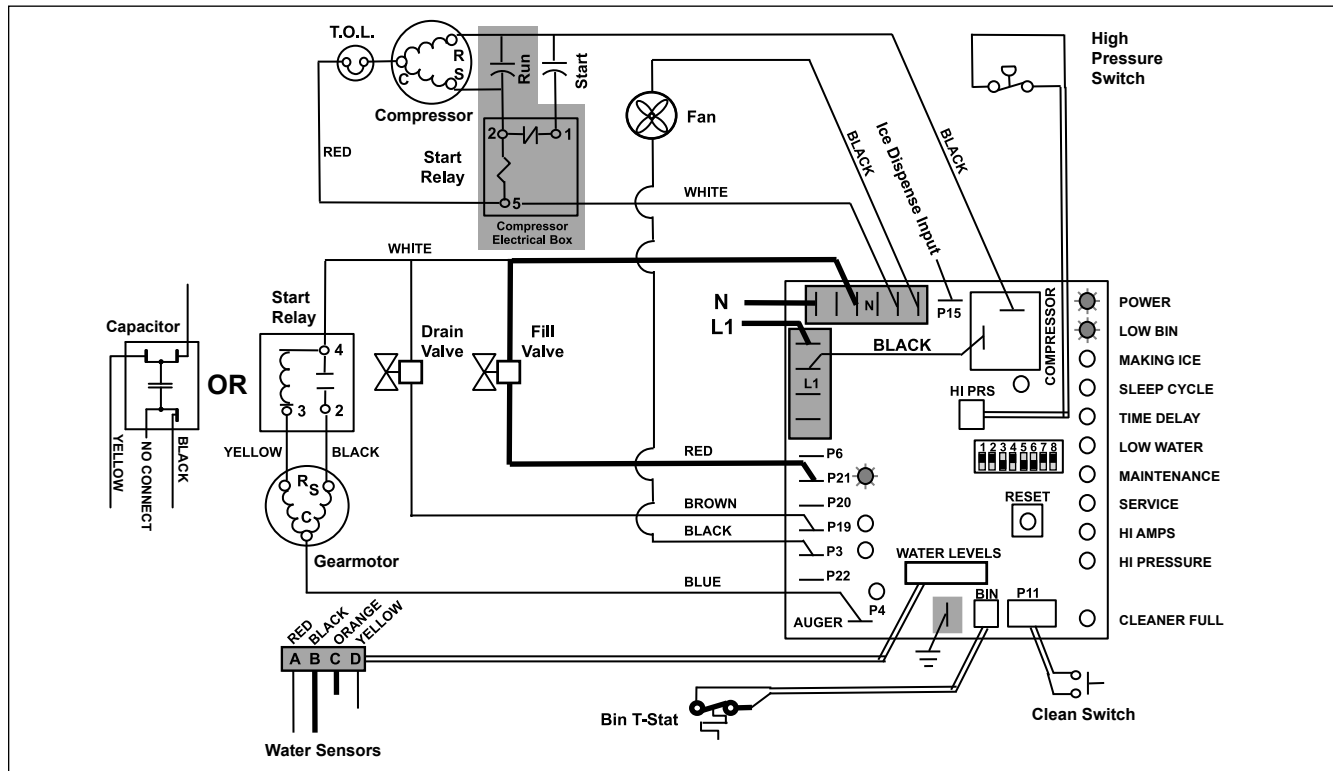 T.O.L.
R
S
C
Compressor
Run
Start
RED
Start
Relay
2
1
5
Compressor
Electrical Box
Fan
BLACK
Ice Dispense Input
BLACK
High
Pressure
Switch
WHITE
WHITE
Capacitor
YELLOW
NO CONNECT
BLACK
OR
Start
Relay
4
3
2
YELLOW
BLACK
R
S
C
Gearmotor
Drain
Valve
Fill
Valve
N
L1
N
L1
P15
BLACK
COMPRESSOR
HI PRS
1 2 3 4 5 6 7 8
RESET
RED
BROWN
BLACK
BLUE
P6
P21
P20
P19
P3
P22
P4
AUGER
WATER LEVELS
BIN
P11
POWER
LOW BIN
MAKING ICE
SLEEP CYCLE
TIME DELAY
LOW WATER
MAINTENANCE
SERVICE
HI AMPS
HI PRESSURE
CLEANER FULL
RED
BLACK
ORANGE
YELLOW
A B C D
Water Sensors
Bin T-Stat
Clean Switch